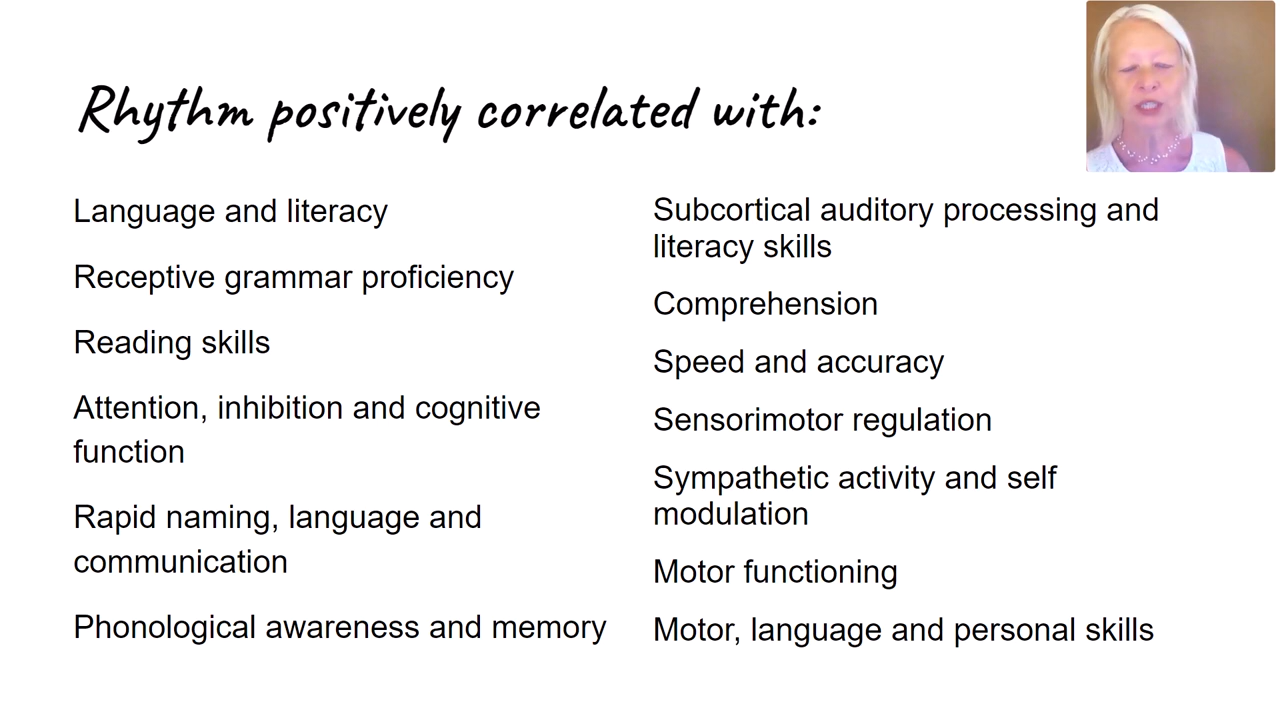 Rhythm positively correlated with:
Language and literacy
Receptive grammar proficiency
Reading skills
Attention, inhibition and cognitive
function
Rapid naming, language and
communication
Phonological awareness and memory
Subcortical auditory processing and
literacy skills
Comprehension
Speed and accuracy
Sensorimotor regulation
Sympathetic activity and self
modulation
Motor functioning
Motor, language and personal skills